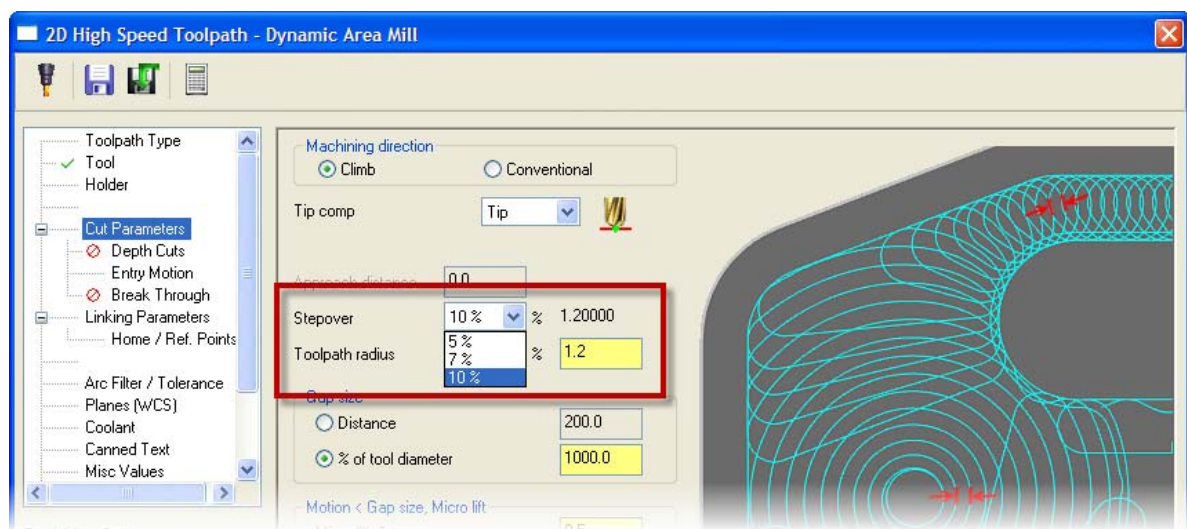 2D High Speed Toolpath - Dynamic Area Mill
Toolpath Type
Tool
Holder
Cut Parameters
Depth Cuts
Entry Motion
Break Through
Linking Parameters
Home / Ref. Points
Arc Filter / Tolerance
Planes (WCS)
Coolant
Canned Text
Misc Values
Machining direction
Climb Conventional
Tip comp Tip
Approach distance 0.0
Stepover 10 % % 1.20000
5 %
Toolpath radius 7 % % 1.2
10 %
Gap size
Distance 200.0
% of tool diameter 1000.0
Motion < Gap size, Micro lift